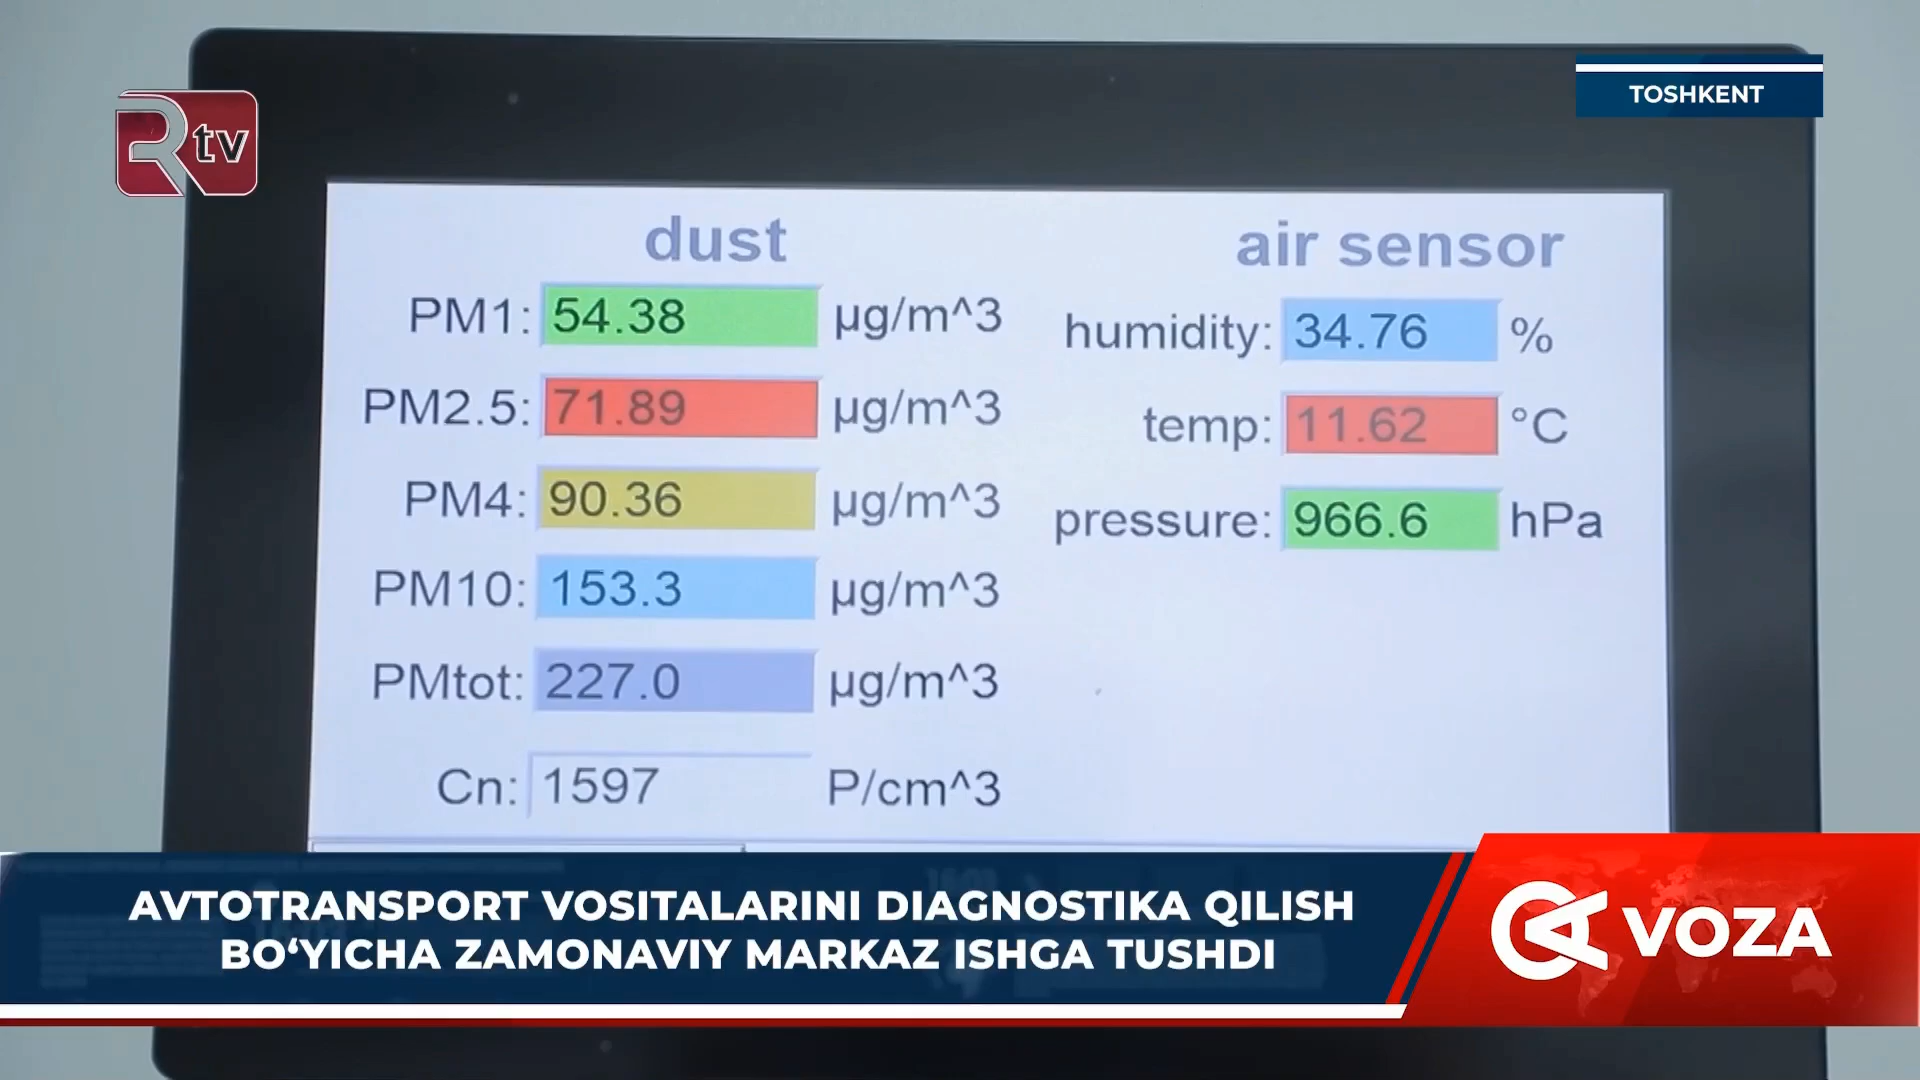 R tv
TOSHKENT
dust
PM1: 54.38 µg/m^3
PM2.5: 71.89 µg/m^3
PM4: 90.36 µg/m^3
PM10: 153.3 µg/m^3
PMtot: 227.0 µg/m^3
Cn: 1597 P/cm^3
air sensor
humidity: 34.76 %
temp: 11.62 °C
pressure: 966.6 hPa
AVTOTRANSPORT VOSITALARINI DIAGNOSTIKA QILISH
BO‘YICHA ZAMONAVIY MARKAZ ISHGA TUSHDI
VOZA